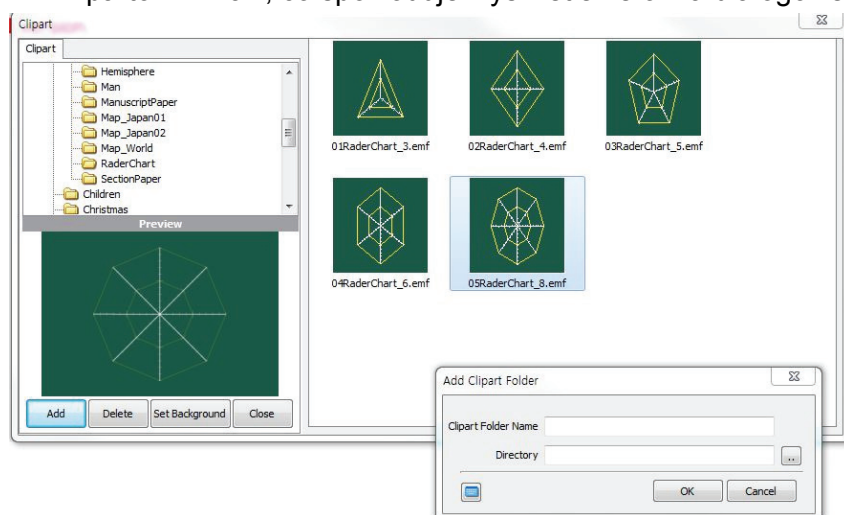 Clipart
Clipart
Hemisphere
Man
ManuscriptPaper
Map_Japan01
Map_Japan02
Map_World
RaderChart
SectionPaper
Children
Christmas
Preview
Add Delete Set Background Close
01RaderChart_3.emf 02RaderChart_4.emf 03RaderChart_5.emf
04RaderChart_6.emf 05RaderChart_8.emf
Add Clipart Folder
Clipart Folder Name
Directory
..
OK Cancel